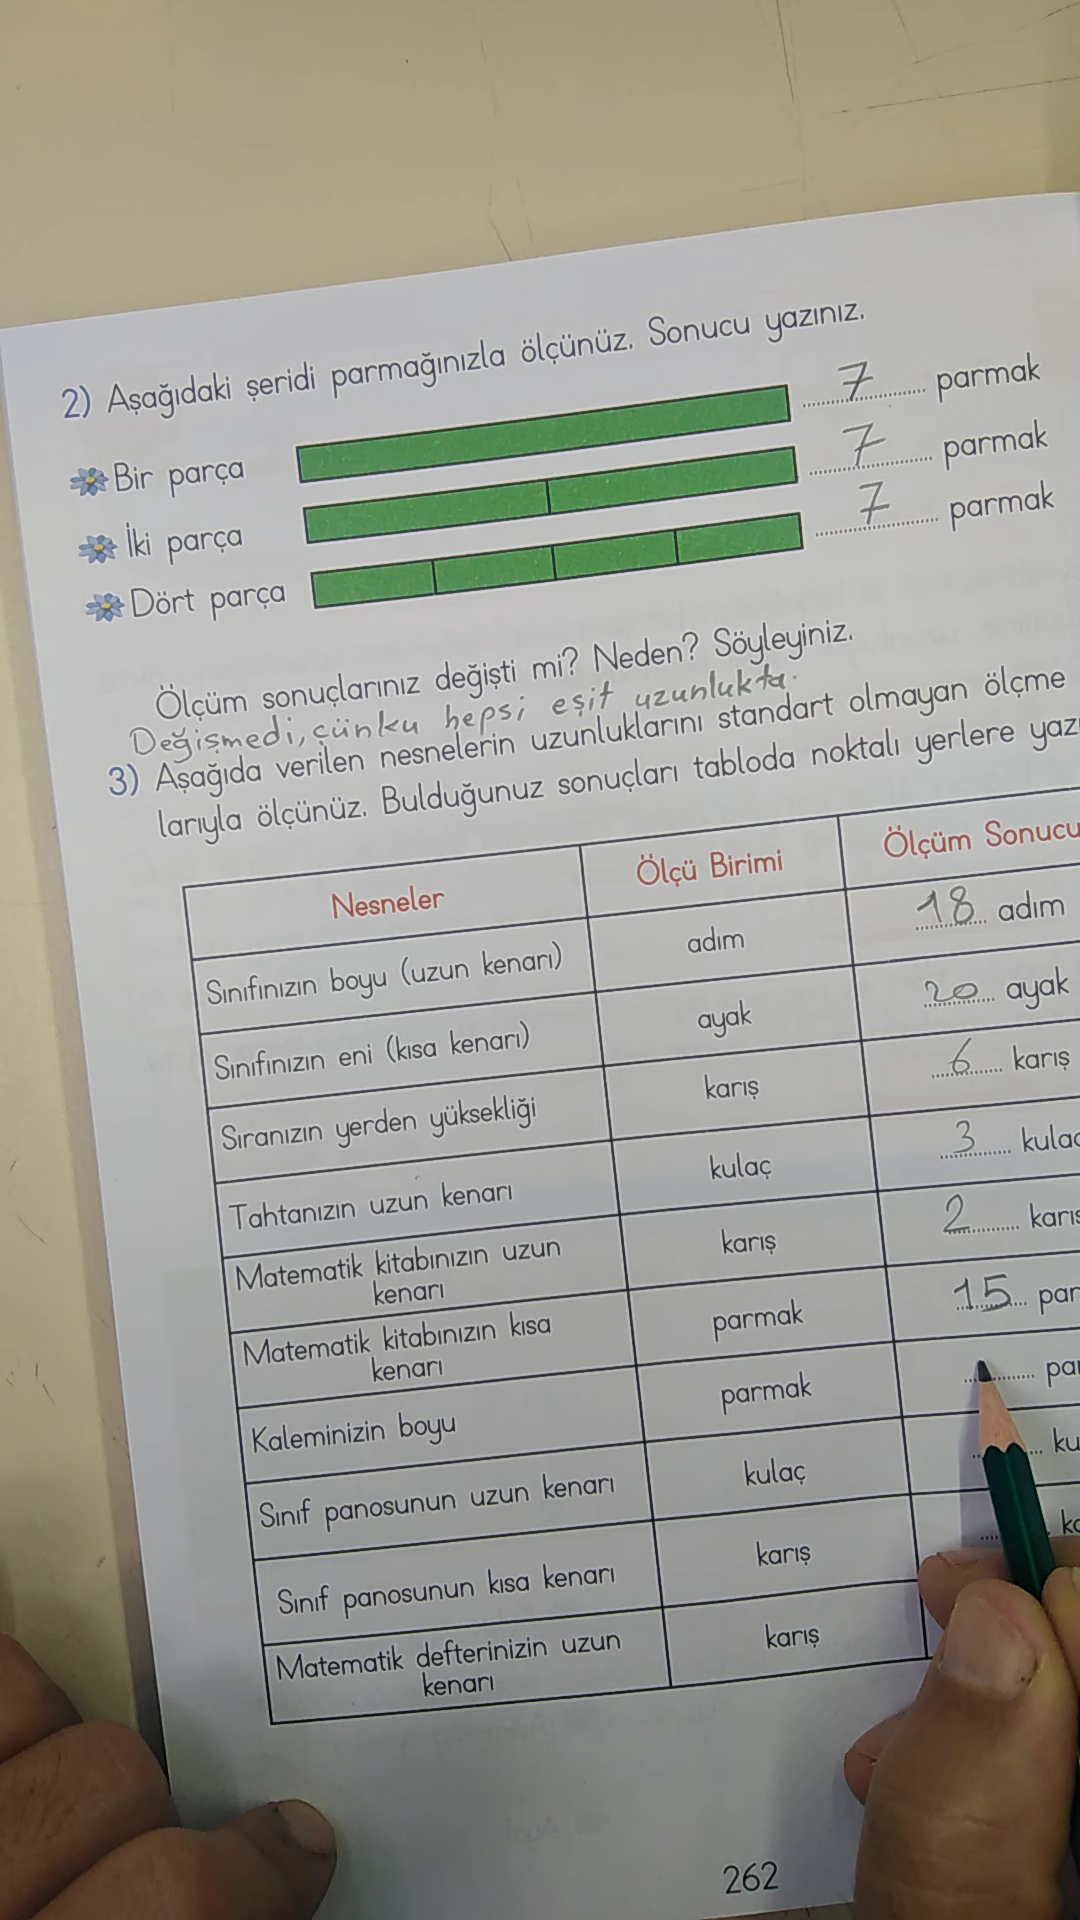 2) Aşağıdaki şeridi parmağınızla ölçünüz. Sonucu yazınız.
Bir parça 7 parmak
İki parça 7 parmak
Dört parça 7 parmak
Ölçüm sonuçlarınız değişti mi? Neden? Söyleyiniz.
Değişmedi, çünku hepsi eşit uzunlukta.
3) Aşağıda verilen nesnelerin uzunluklarını standart olmayan ölçme
larıyla ölçünüz. Bulduğunuz sonuçları tabloda noktalı yerlere
Nesneler Ölçü Birimi Ölçüm Sonucu
Sınıfınızın boyu (uzun kenarı) adım 18 adım
Sınıfınızın eni (kısa kenarı) ayak 20 ayak
Sıranızın yerden yüksekliği karış 6 karış
Tahtanızın uzun kenarı kulaç 3
Matematik kitabınızın uzun
kenarı karış 2
Matematik kitabınızın kısa
kenarı parmak 15
Kaleminizin boyu parmak
Sınıf panosunun uzun kenarı kulaç
Sınıf panosunun kısa kenarı karış
Matematik defterinizin uzun
kenarı karış
262